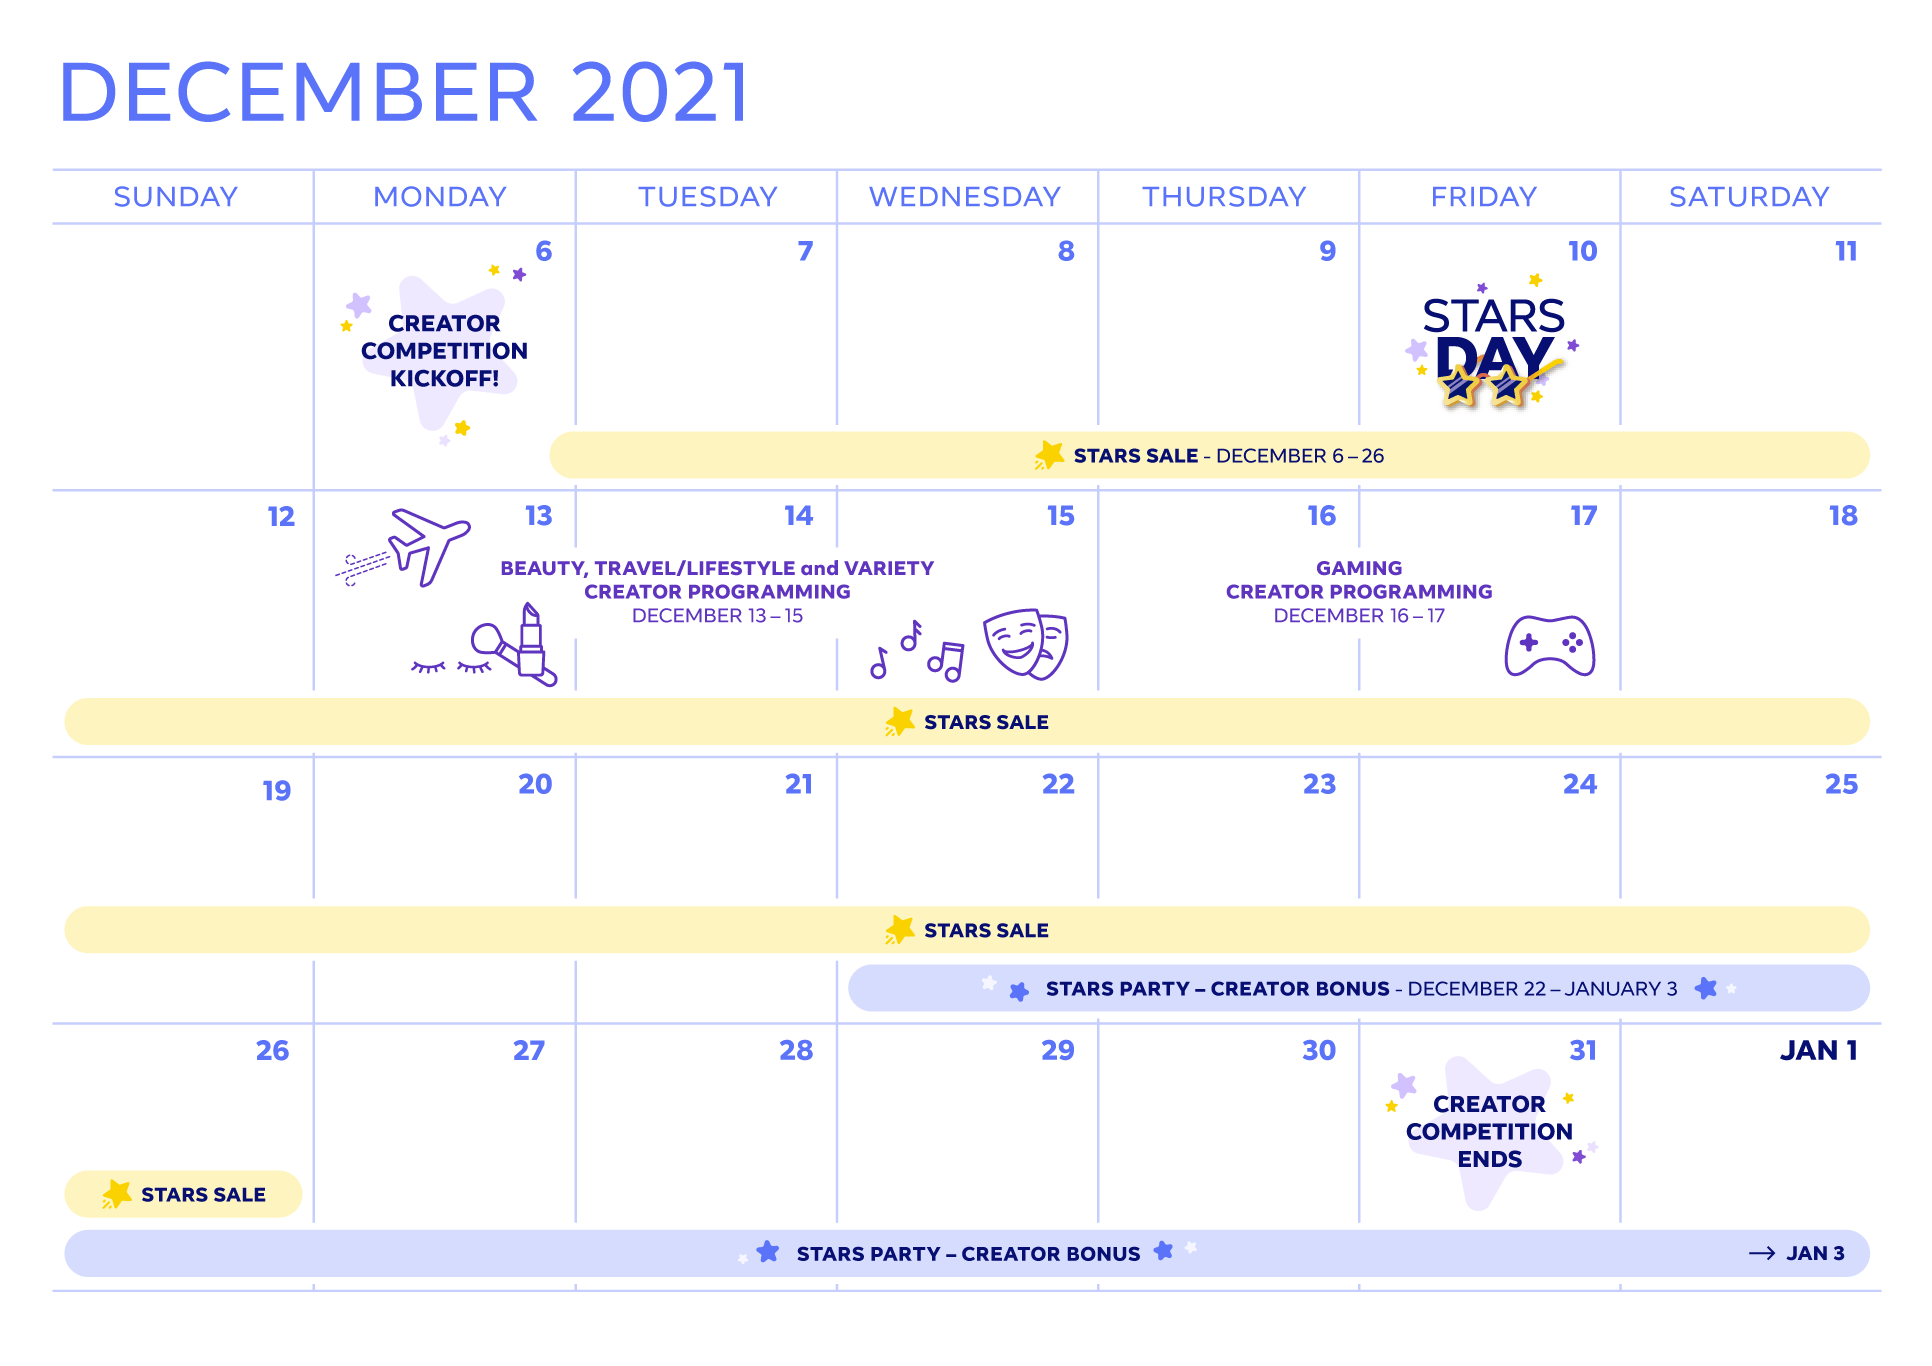 DECEMBER 2021
SUNDAY MONDAY TUESDAY WEDNESDAY THURSDAY FRIDAY SATURDAY
6 7 8 9 10 11
CREATOR
COMPETITION
KICKOFF!
STARS
DAY
STARS SALE - DECEMBER 6 – 26
12 13 14 15 16 17 18
BEAUTY, TRAVEL/LIFESTYLE and VARIETY
CREATOR PROGRAMMING
DECEMBER 13 – 15
GAMING
CREATOR PROGRAMMING
DECEMBER 16 – 17
STARS SALE
19 20 21 22 23 24 25
STARS SALE
STARS PARTY – CREATOR BONUS - DECEMBER 22 – JANUARY 3
26 27 28 29 30 31 JAN 1
CREATOR
COMPETITION
ENDS
STARS SALE
STARS PARTY – CREATOR BONUS → JAN 3